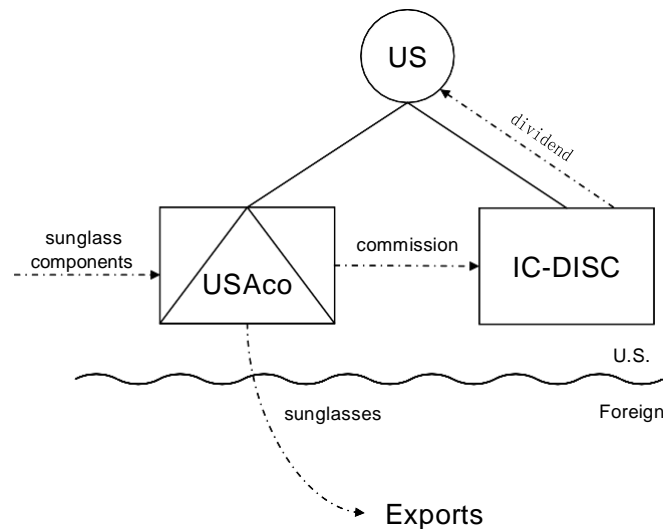 US
dividend
sunglass
components
USAco
commission
IC-DISC
U.S.
sunglasses
Foreign
Exports